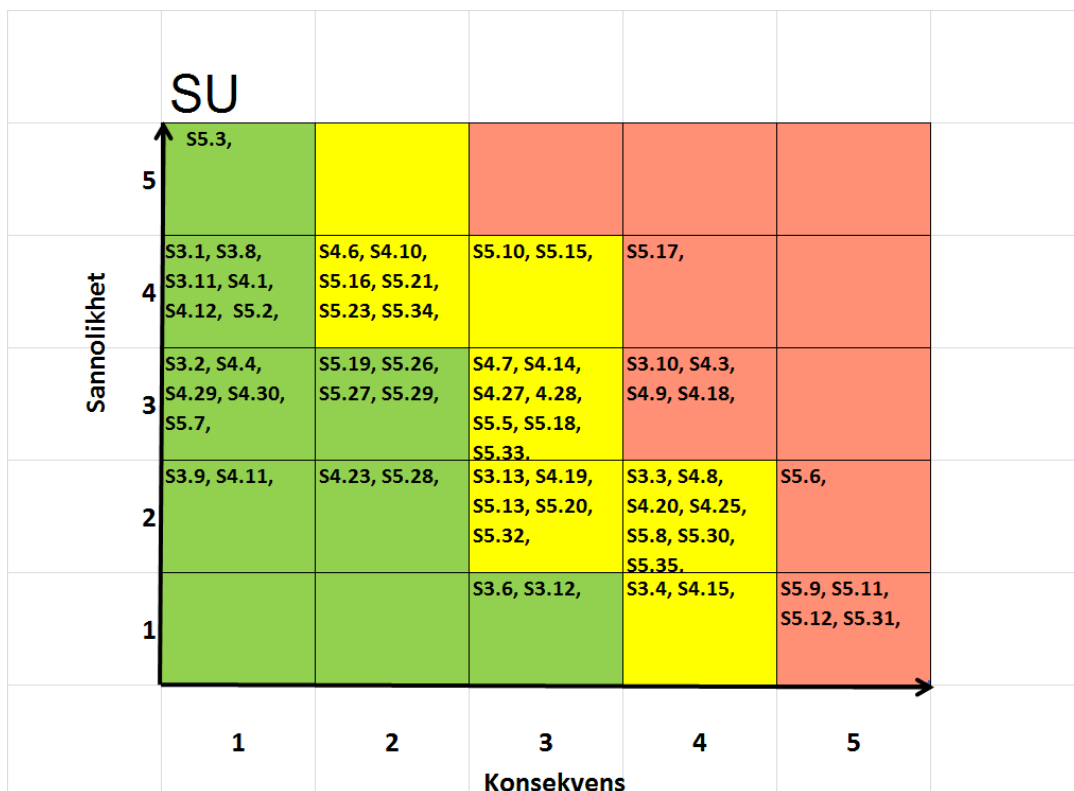 SU
Sannolikhet
5
S5.3,
4
S3.1, S3.8,
S3.11, S4.1,
S4.12, S5.2,
S4.6, S4.10,
S5.16, S5.21,
S5.23, S5.34,
S5.10, S5.15,
S5.17,
3
S3.2, S4.4,
S4.29, S4.30,
S5.7,
S5.19, S5.26,
S5.27, S5.29,
S4.7, S4.14,
S4.27, 4.28,
S5.5, S5.18,
S5.33,
S3.10, S4.3,
S4.9, S4.18,
2
S3.9, S4.11,
S4.23, S5.28,
S3.13, S4.19,
S5.13, S5.20,
S5.32,
S3.3, S4.8,
S4.20, S4.25,
S5.8, S5.30,
S5.35,
S5.6,
1
S3.6, S3.12,
S3.4, S4.15,
S5.9, S5.11,
S5.12, S5.31,
1 2 3 4 5
Konsekvens